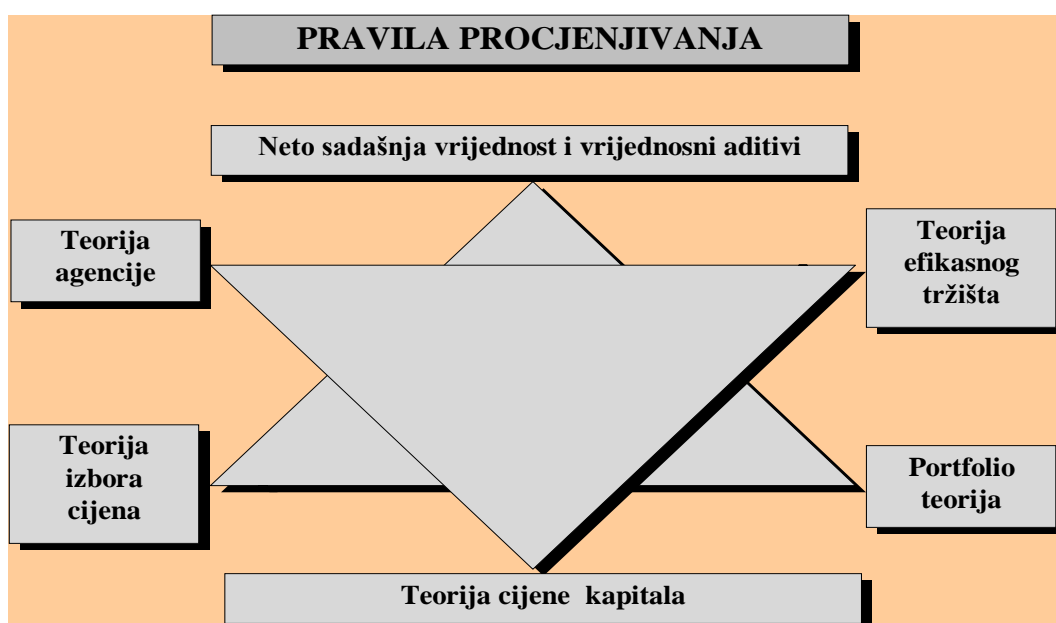 PRAVILA PROCJENJIVANJA
Neto sadašnja vrijednost i vrijednosni aditivi
Teorija
agencije
Teorija
efikasnog
tržišta
Teorija
izbora
cijena
Portfolio
teorija
Teorija cijene kapitala